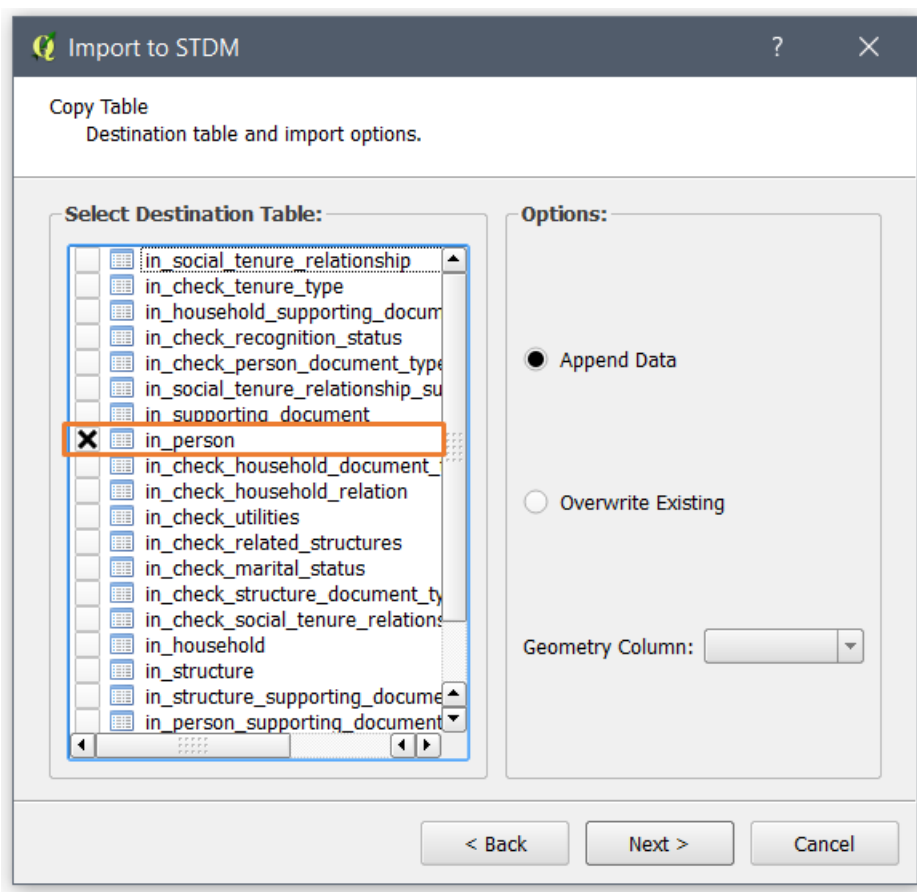 Import to STDM ?
Copy Table
Destination table and import options.
Select Destination Table:
in_social_tenure_relationship
in_check_tenure_type
in_household_supporting_docum
in_check_recognition_status
in_check_person_document_type
in_social_tenure_relationship_su
in_supporting_document
in_person
in_check_household_document_
in_check_household_relation
in_check_utilities
in_check_related_structures
in_check_marital_status
in_check_structure_document_ty
in_check_social_tenure_relations
in_household
in_structure
in_structure_supporting_docume
in_person_supporting_document
Options:
Append Data
Overwrite Existing
Geometry Column:
< Back Next > Cancel